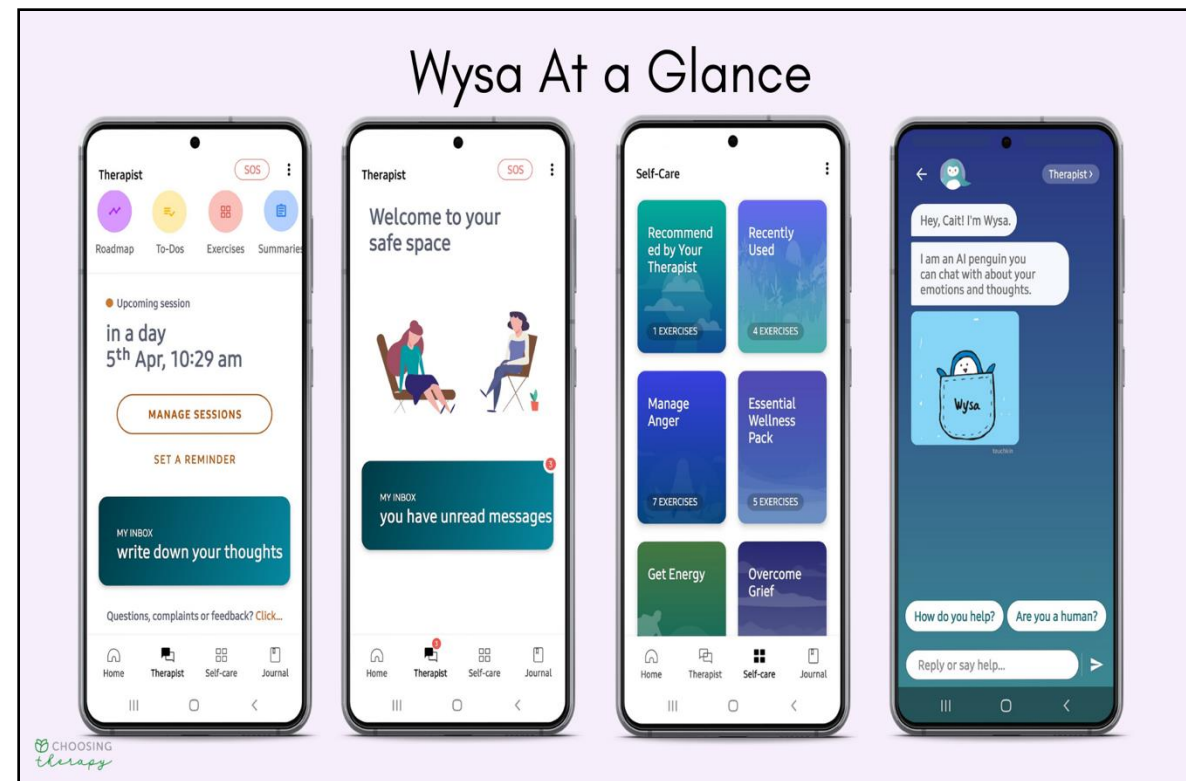 Wysa At a Glance
Therapist
SOS
Roadmap
To-Dos
Exercises
Summaries
Upcoming session
in a day
5th Apr, 10:29 am
MANAGE SESSIONS
SET A REMINDER
MY INBOX
write down your thoughts
Questions, complaints or feedback? Click...
Home
Therapist
Self-care
Journal
Therapist
SOS
Welcome to your
safe space
3
MY INBOX
you have unread messages
1
Home
Therapist
Self-care
Journal
Self-Care
Recommend
ed by Your
Therapist
1 EXERCISES
Recently
Used
4 EXERCISES
Manage
Anger
7 EXERCISES
Essential
Wellness
Pack
5 EXERCISES
Get Energy
Overcome
Grief
Home
Therapist
Self-care
Journal
Therapist >
Hey, Cait! I'm Wysa.
I am an AI penguin you
can chat with about your
emotions and thoughts.
Wysa
How do you help?
Are you a human?
Reply or say help...
CHOOSING
therapy